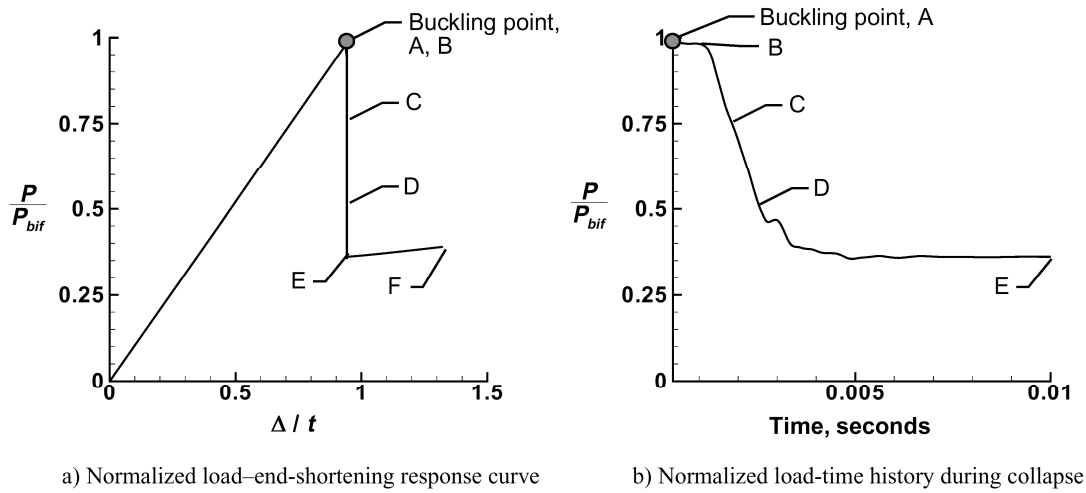 Buckling point,
A, B
1
C
0.75
D
P
P bif
0.5
0.25
E
F
0
0
0.5
1
1.5
Δ / t
a) Normalized load–end-shortening response curve
Buckling point, A
1
B
C
0.75
D
P
P bif
0.5
0.25
E
0
0.005
0.01
Time, seconds
b) Normalized load-time history during collapse